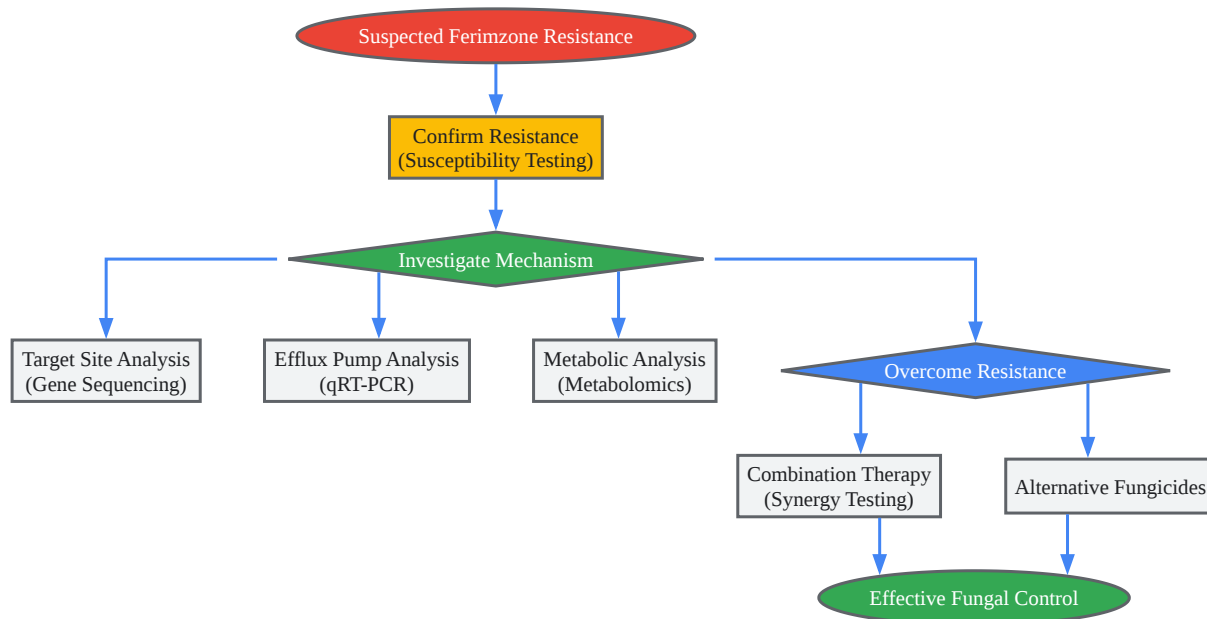 Suspected Ferimzone Resistance
Confirm Resistance
(Susceptibility Testing)
Investigate Mechanism
Target Site Analysis
(Gene Sequencing)
Efflux Pump Analysis
(qRT-PCR)
Metabolic Analysis
(Metabolomics)
Overcome Resistance
Combination Therapy
(Synergy Testing)
Alternative Fungicides
Effective Fungal Control